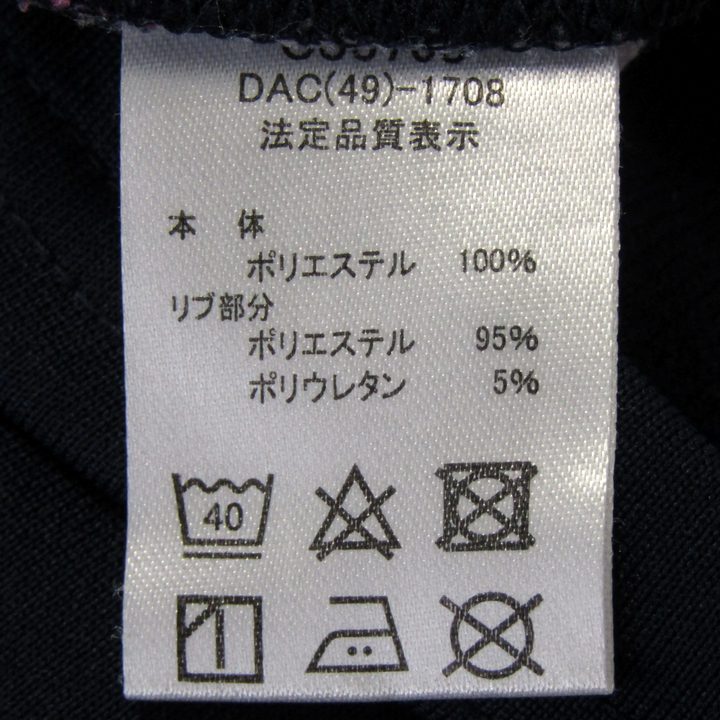 DAC(49)-1708
法定品質表示
本 体
ポリエステル 100%
リブ部分
ポリエステル 95%
ポリウレタン 5%
40